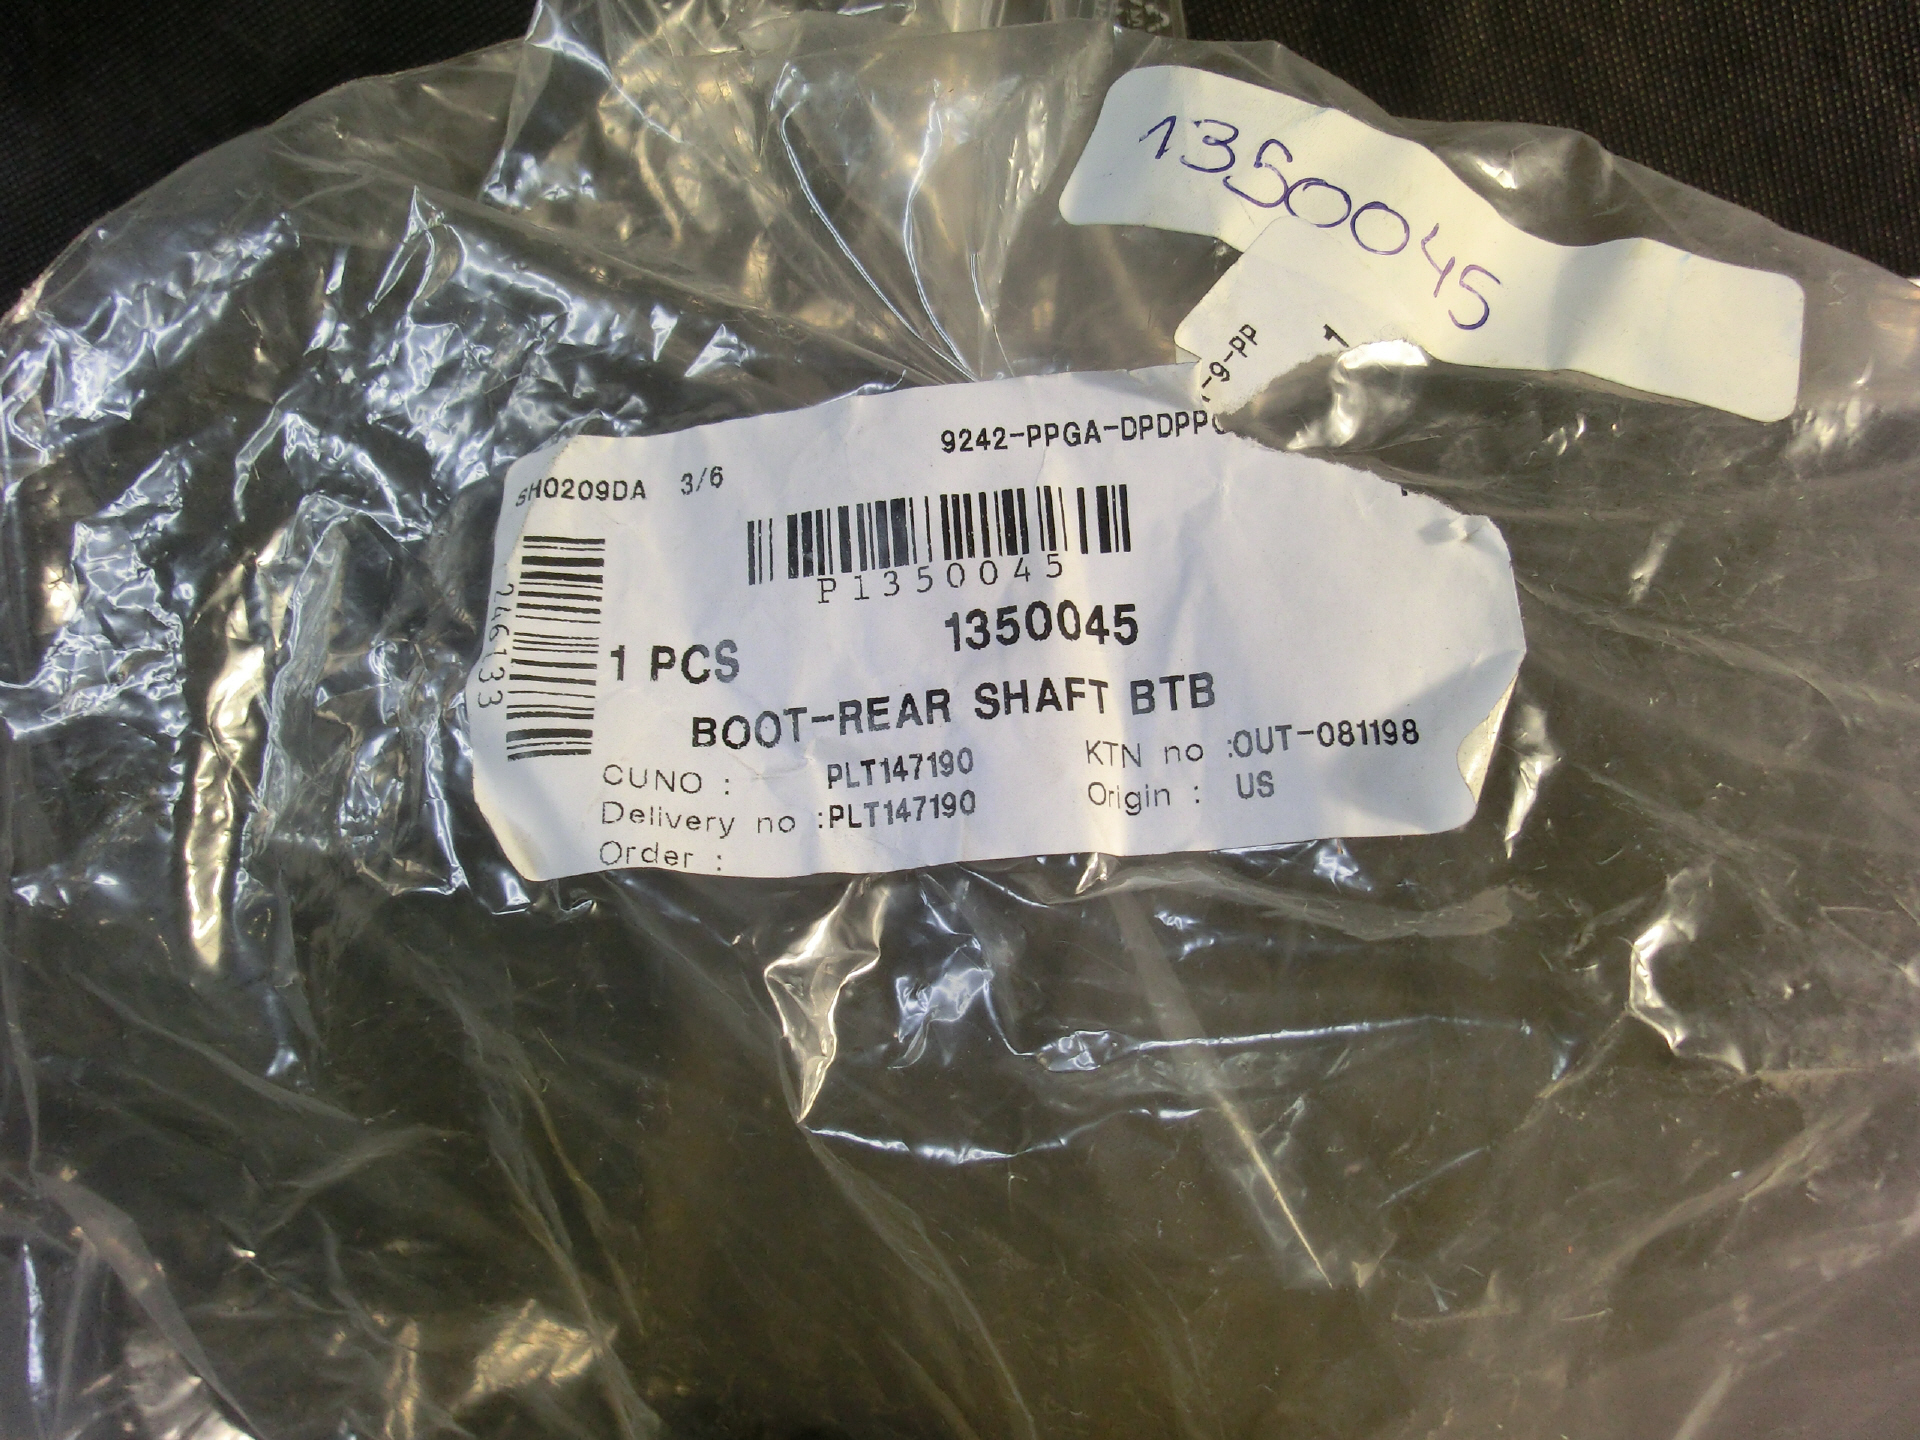 1350045
9-pp
1
9242-PPGA-DPDPP
SH0209DA 3/6
P1350045
246133
1350045
1 PCS
BOOT-REAR SHAFT BTB
CUNO : PLT147190
KTN no :OUT-081198
Delivery no :PLT147190
Origin : US
Order :